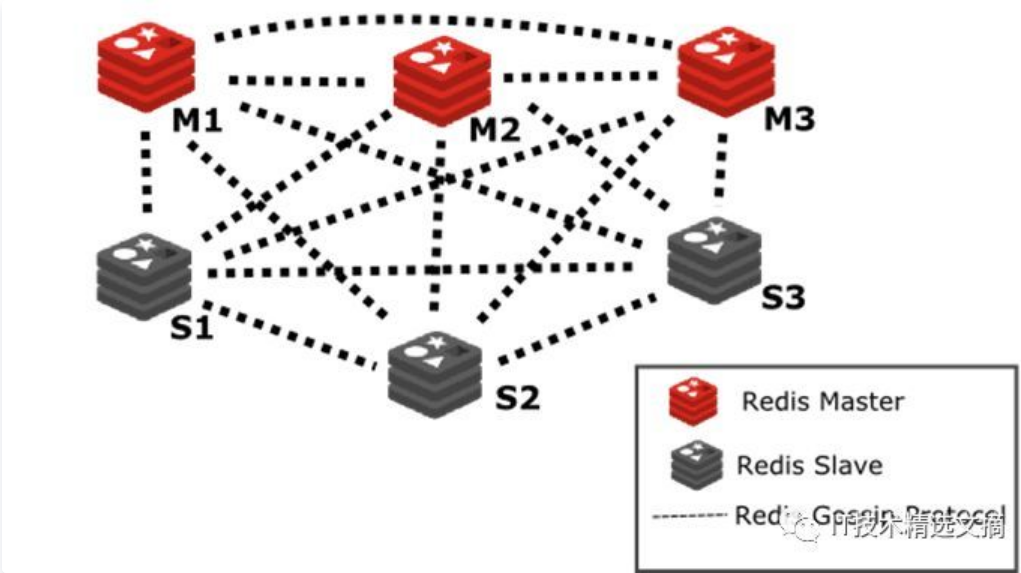 M1
M2
M3
S1
S2
S3
Redis Master
Redis Slave
Redis Gossip Protocol
IT技术精选文摘